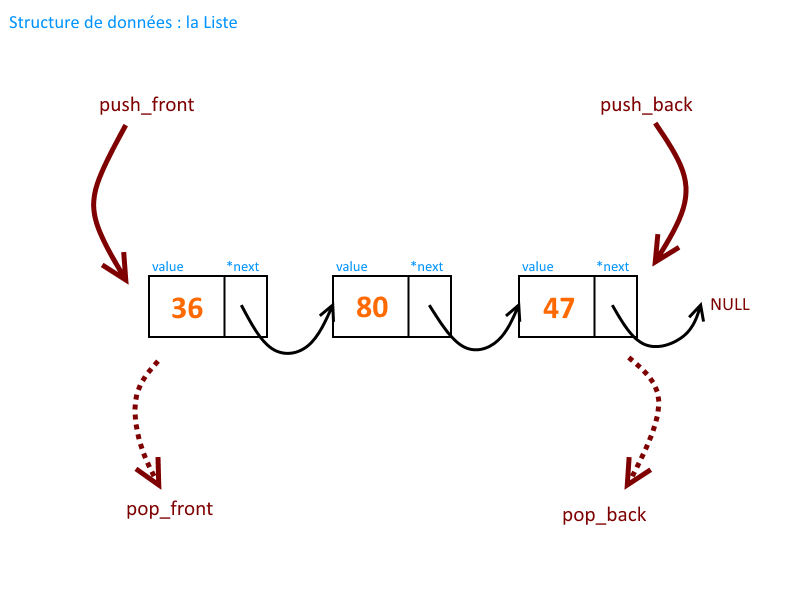 Structure de données : la Liste
push_front
push_back
value *next
value *next
value *next
36
80
47
NULL
pop_front
pop_back